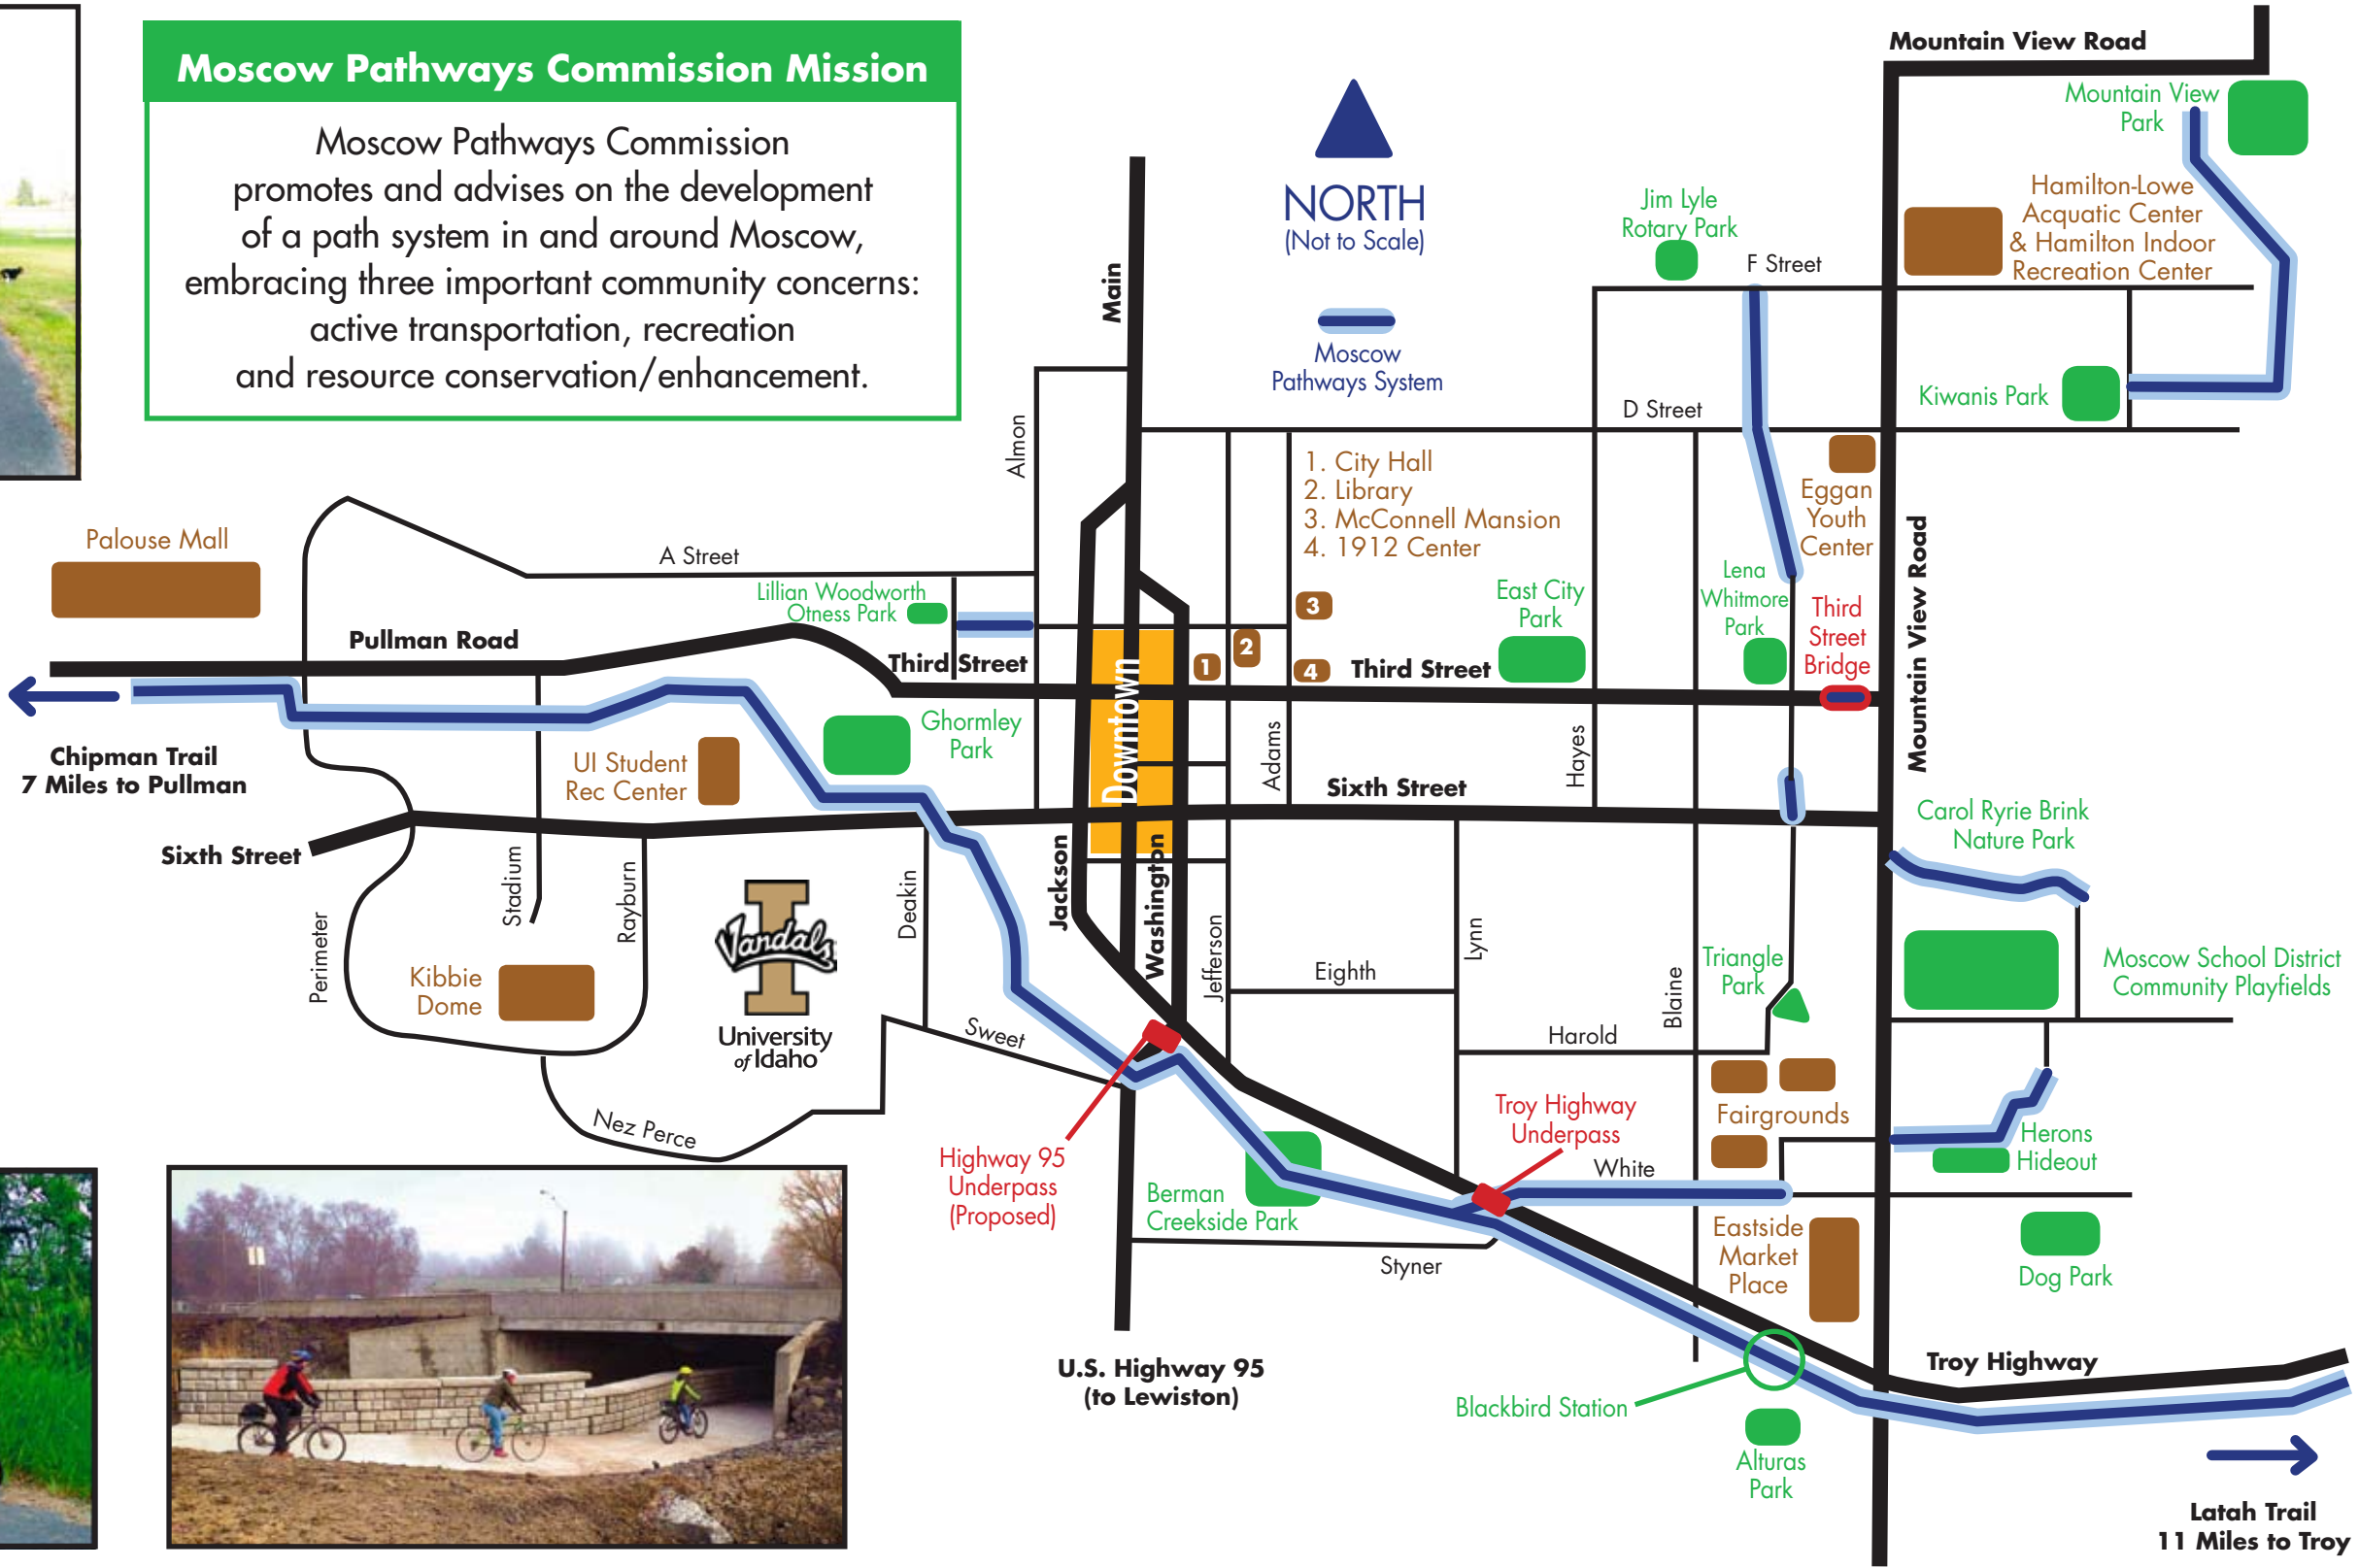 Moscow Pathways Commission Mission
Moscow Pathways Commission
promotes and advises on the development
of a path system in and around Moscow,
embracing three important community concerns:
active transportation, recreation
and resource conservation/enhancement.
NORTH
(Not to Scale)
Moscow
Pathways System
Mountain View Road
Mountain View
Park
Hamilton-Lowe
Acquatic Center
& Hamilton Indoor
Recreation Center
Jim Lyle
Rotary Park
F Street
Kiwanis Park
D Street
Main
Almon
1. City Hall
2. Library
3. McConnell Mansion
4. 1912 Center
Eggan
Youth
Center
Mountain View Road
Palouse Mall
A Street
Lillian Woodworth
Otness Park
East City
Park
Lena
Whitmore
Park
Third
Street
Bridge
Pullman Road
Third Street
1
2
3
4
Third Street
Downtown
Ghormley
Park
Chipman Trail
7 Miles to Pullman
UI Student
Rec Center
Adams
Hayes
Sixth Street
Sixth Street
Carol Ryrie Brink
Nature Park
Perimeter
Stadium
Rayburn
Deakin
Jackson
Washington
Jefferson
Lynn
Blaine
Kibbie
Dome
I
Vandals
University
of Idaho
Eighth
Triangle
Park
Moscow School District
Community Playfields
Sweet
Harold
Nez Perce
Fairgrounds
Highway 95
Underpass
(Proposed)
Troy Highway
Underpass
White
Herons
Hideout
Berman
Creekside Park
Styner
Eastside
Market
Place
Dog Park
U.S. Highway 95
(to Lewiston)
Troy Highway
Blackbird Station
Alturas
Park
Latah Trail
11 Miles to Troy